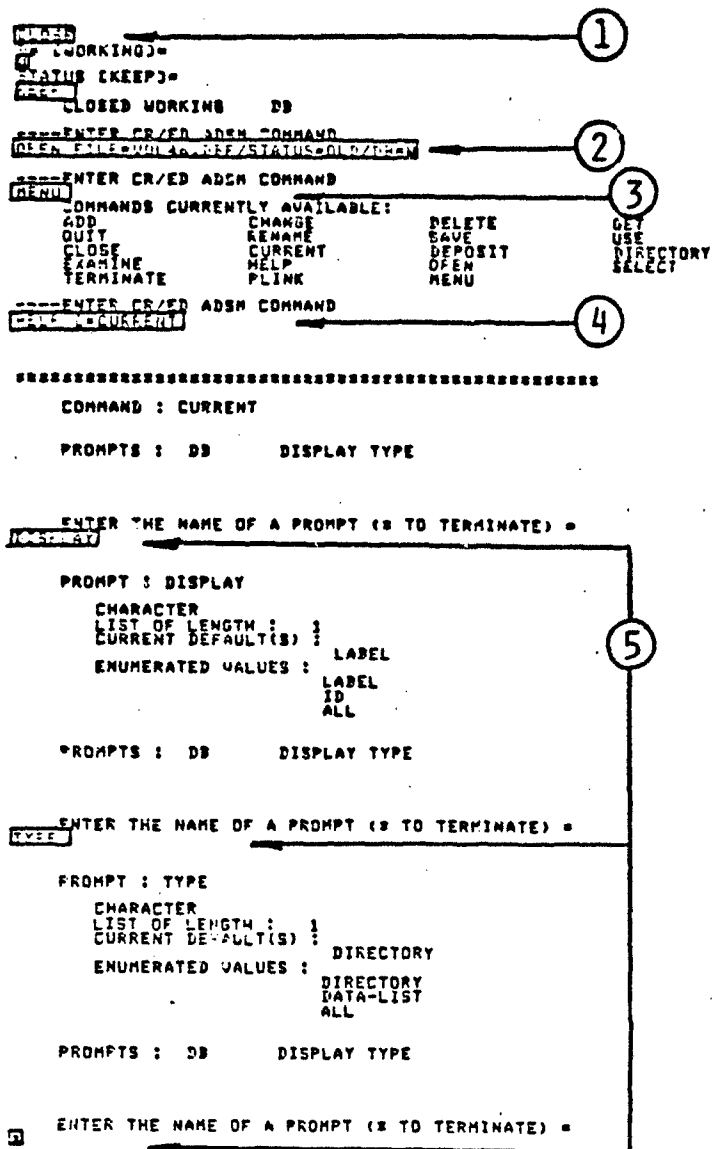 ①
(WORKING)=
STATUS (KEEP)=
CLOSED WORKING DB
----ENTER CR/ED ADSM COMMAND
②
----ENTER CR/ED ADSM COMMAND
MENU
③
COMMANDS CURRENTLY AVAILABLE:
ADD CHANGE DELETE GET
QUIT RENAME SAVE USE
CLOSE CURRENT DEPOSIT DIRECTORY
EXAMINE HELP OPEN SELECT
TERMINATE PLINK MENU
----ENTER CR/ED ADSM COMMAND
④
COMMAND : CURRENT
PROMPTS : DB DISPLAY TYPE
ENTER THE NAME OF A PROMPT (* TO TERMINATE) =
PROMPT : DISPLAY
CHARACTER
LIST OF LENGTH : 1
CURRENT DEFAULT(S) :
LABEL
⑤
ENUMERATED VALUES :
LABEL
ID
ALL
PROMPTS : DB DISPLAY TYPE
ENTER THE NAME OF A PROMPT (* TO TERMINATE) =
TYPE
PROMPT : TYPE
CHARACTER
LIST OF LENGTH : 1
CURRENT DEFAULT(S) :
DIRECTORY
ENUMERATED VALUES :
DIRECTORY
DATA-LIST
ALL
PROMPTS : DB DISPLAY TYPE
ENTER THE NAME OF A PROMPT (* TO TERMINATE) =